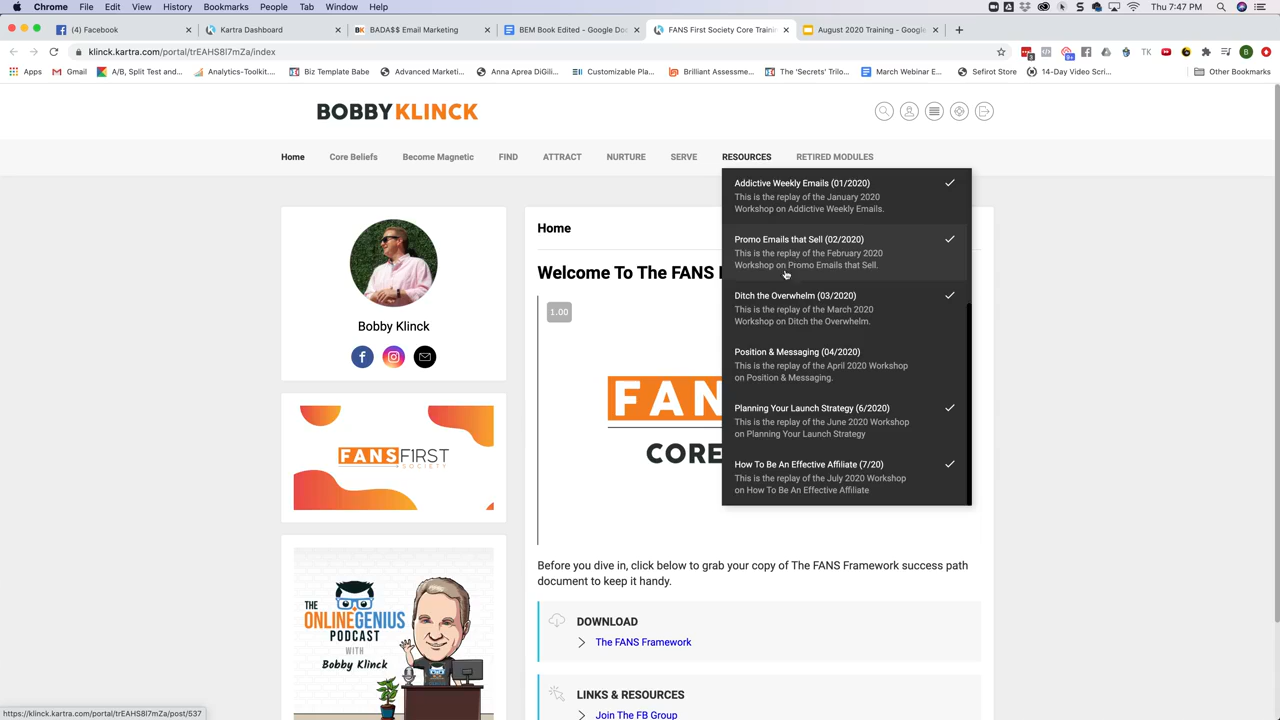 Chrome File Edit View History Bookmarks People Tab Window Help
Thu 7:47 PM
(4) Facebook
Kartra Dashboard
BADA$$ Email Marketing
BEM Book Edited - Google Do
FANS First Society Core Traini
August 2020 Training - Google
klinck.kartra.com/portal/trEAHS8I7mZa/index
Apps
Gmail
A/B, Split Test and...
Analytics-Toolkit....
Biz Template Babe
Advanced Marketi...
Anna Aprea DiGili...
Customizable Pla...
Brilliant Assessme...
The 'Secrets' Trilo...
March Webinar E...
Sefirot Store
14-Day Video Scri...
Other Bookmarks
BOBBYKLINCK
Home Core Beliefs Become Magnetic FIND ATTRACT NURTURE SERVE RESOURCES RETIRED MODULES
Addictive Weekly Emails (01/2020)
This is the replay of the January 2020
Workshop on Addictive Weekly Emails.
Promo Emails that Sell (02/2020)
This is the replay of the February 2020
Workshop on Promo Emails that Sell.
Ditch the Overwhelm (03/2020)
This is the replay of the March 2020
Workshop on Ditch the Overwhelm.
Position & Messaging (04/2020)
This is the replay of the April 2020 Workshop
on Position & Messaging.
Planning Your Launch Strategy (6/2020)
This is the replay of the June 2020 Workshop
on Planning Your Launch Strategy
How To Be An Effective Affiliate (7/20)
This is the replay of the July 2020 Workshop
on How To Be An Effective Affiliate
Bobby Klinck
FANSFIRST
SOCIETY
THE
ONLINEGENIUS
PODCAST
WITH
Bobby Klinck
Home
Welcome To The FANS
1.00
FAN
CORE
Before you dive in, click below to grab your copy of The FANS Framework success path
document to keep it handy.
DOWNLOAD
The FANS Framework
LINKS & RESOURCES
Join The FB Group
https://klinck.kartra.com/portal/trEAHS8I7mZa/post/537